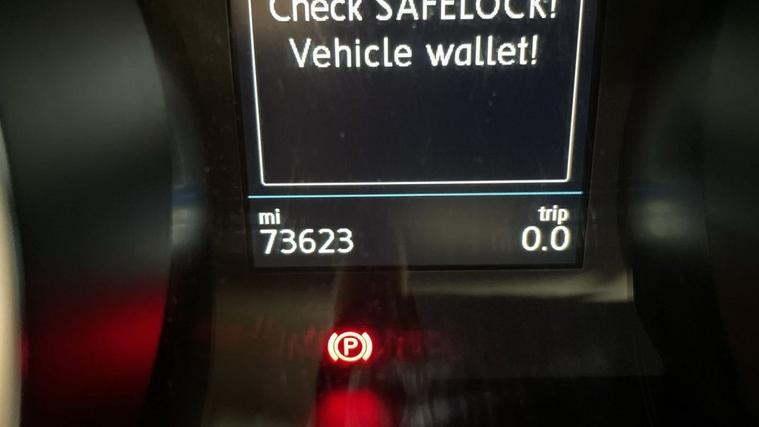 Check SAFELOCK!
Vehicle wallet!
mi
trip
73623
0.0
P